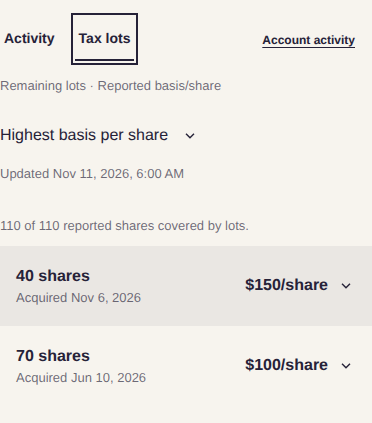 Activity
Tax lots
Account activity
Remaining lots · Reported basis/share
Highest basis per share
Updated Nov 11, 2026, 6:00 AM
110 of 110 reported shares covered by lots.
40 shares
$150/share
Acquired Nov 6, 2026
70 shares
$100/share
Acquired Jun 10, 2026